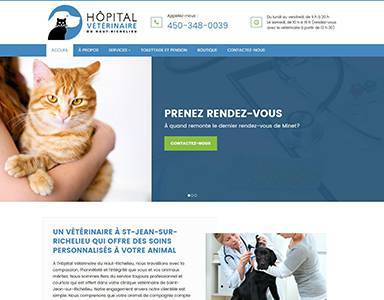 HÔPITAL
VÉTÉRINAIRE
DU HAUT-RICHELIEU
Appelez-nous :
450-348-0039
Du lundi au vendredi de 9 h à 20 h
Le samedi, de 10 h à 15 h (rendez-vous
avec le vétérinaire à partir de 10 h 30)
ACCUEIL
À PROPOS
SERVICES
TOILETTAGE ET PENSION
BOUTIQUE
CONTACTEZ-NOUS
PRENEZ RENDEZ-VOUS
À quand remonte le dernier rendez-vous de Minet?
CONTACTEZ-NOUS
UN VÉTÉRINAIRE À ST-JEAN-SUR-
RICHELIEU QUI OFFRE DES SOINS
PERSONNALISÉS À VOTRE ANIMAL
À l'Hôpital Vétérinaire du Haut-Richelieu, nous travaillons avec la
compassion, l'honnêteté et l'intégrité que vous et vos animaux
méritez. Nous sommes fiers du service toujours professionnel et
courtois qui est offert dans notre clinique vétérinaire de Saint-
Jean-sur-Richelieu. Notre engagement envers notre clientèle est
simple. Nous comprenons que votre animal de compagnie compte